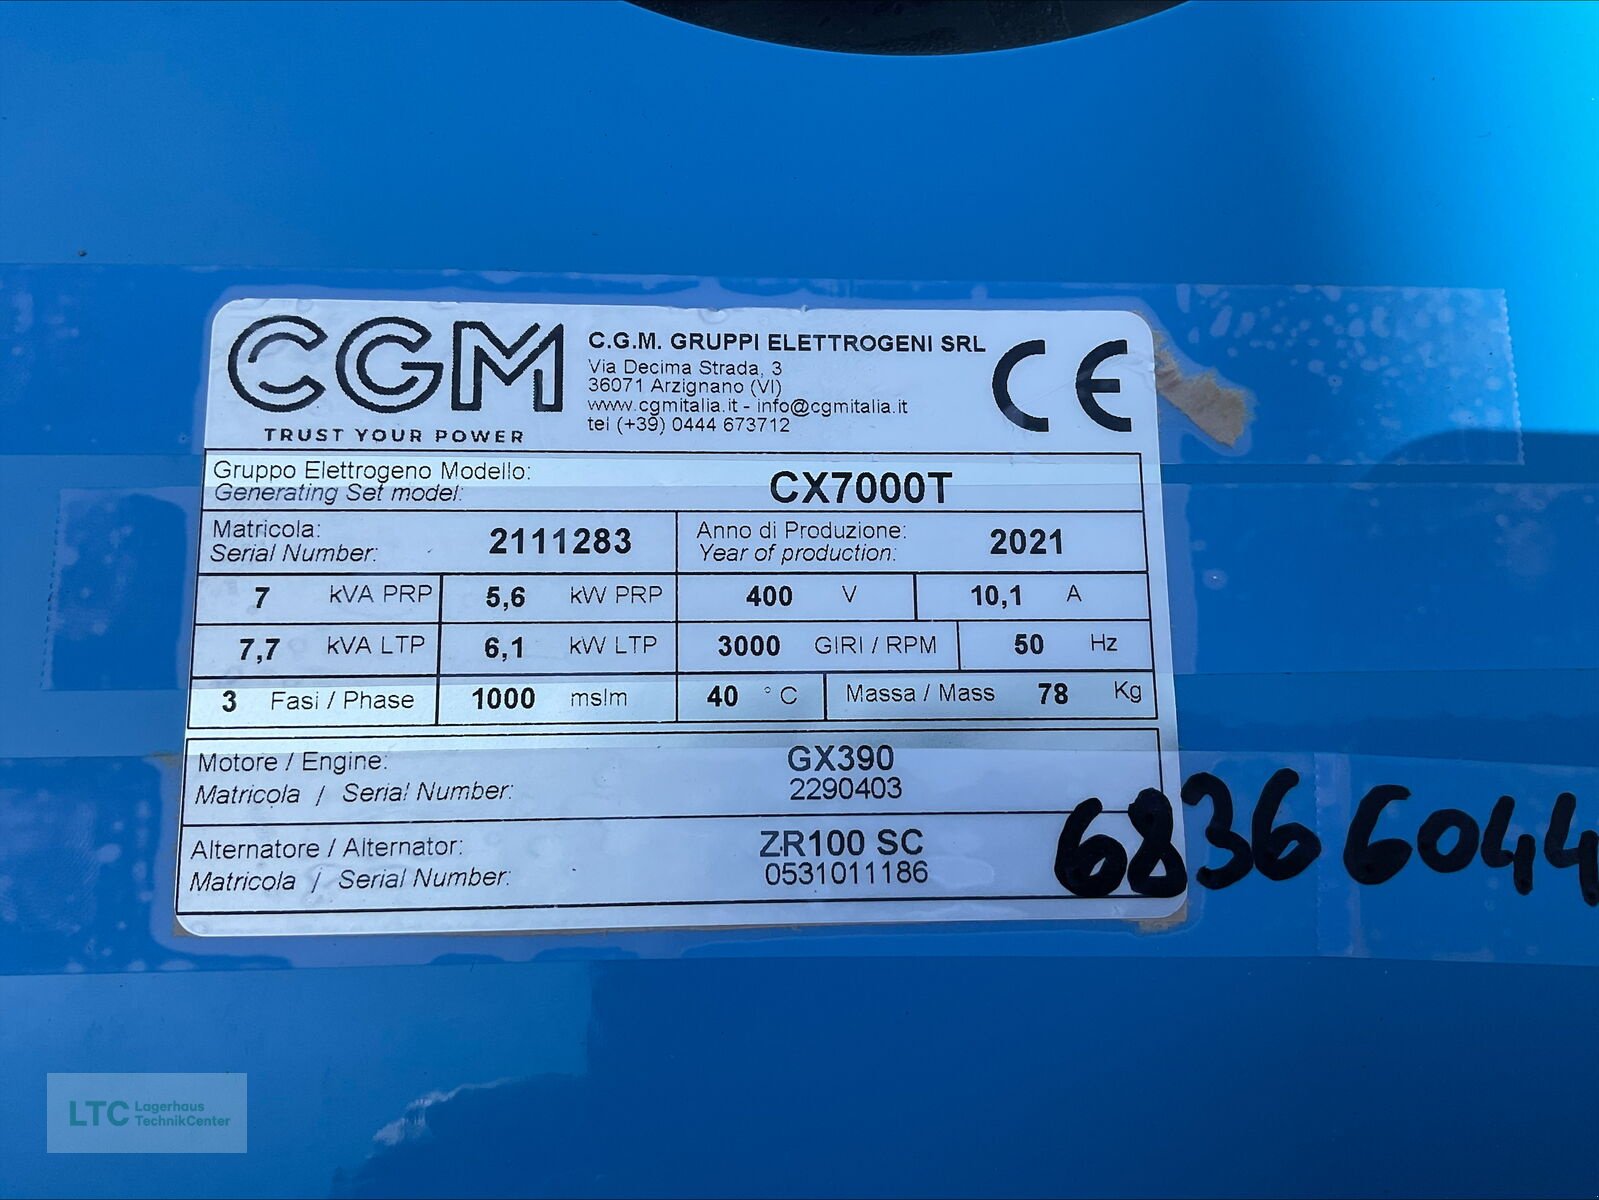 CGM
TRUST YOUR POWER
C.G.M. GRUPPI ELETTROGENI SRL
Via Decima Strada, 3
36071 Arzignano (VI)
www.cgmitalia.it - info@cgmitalia.it
tel (+39) 0444 673712
CE
Gruppo Elettrogeno Modello:
Generating Set model:
CX7000T
Matricola:
Serial Number:
2111283
Anno di Produzione:
Year of production:
2021
7 kVA PRP 5,6 kW PRP 400 V 10,1 A
7,7 kVA LTP 6,1 kW LTP 3000 GIRI / RPM 50 Hz
3 Fasi / Phase 1000 mslm 40 °C Massa / Mass 78 Kg
Motore / Engine: GX390
Matricola / Serial Number: 2290403
Alternatore / Alternator: ZR100 SC
Matricola / Serial Number: 0531011186
68366044
LTC Lagerhaus
TechnikCenter